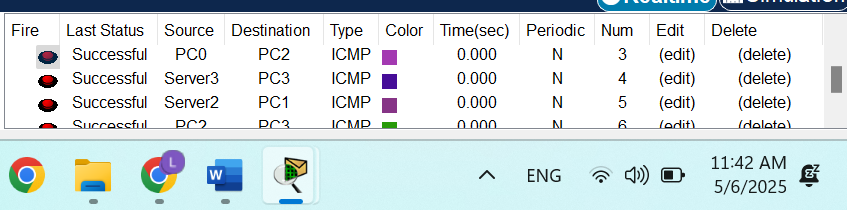 Realtime Simulation
Fire Last Status Source Destination Type Color Time(sec) Periodic Num Edit Delete
Successful PC0 PC2 ICMP 0.000 N 3 (edit) (delete)
Successful Server3 PC3 ICMP 0.000 N 4 (edit) (delete)
Successful Server2 PC1 ICMP 0.000 N 5 (edit) (delete)
Successful PC2 PC3 ICMP 0.000 N 6 (edit) (delete)
L
W
ENG
11:42 AM
5/6/2025
zz